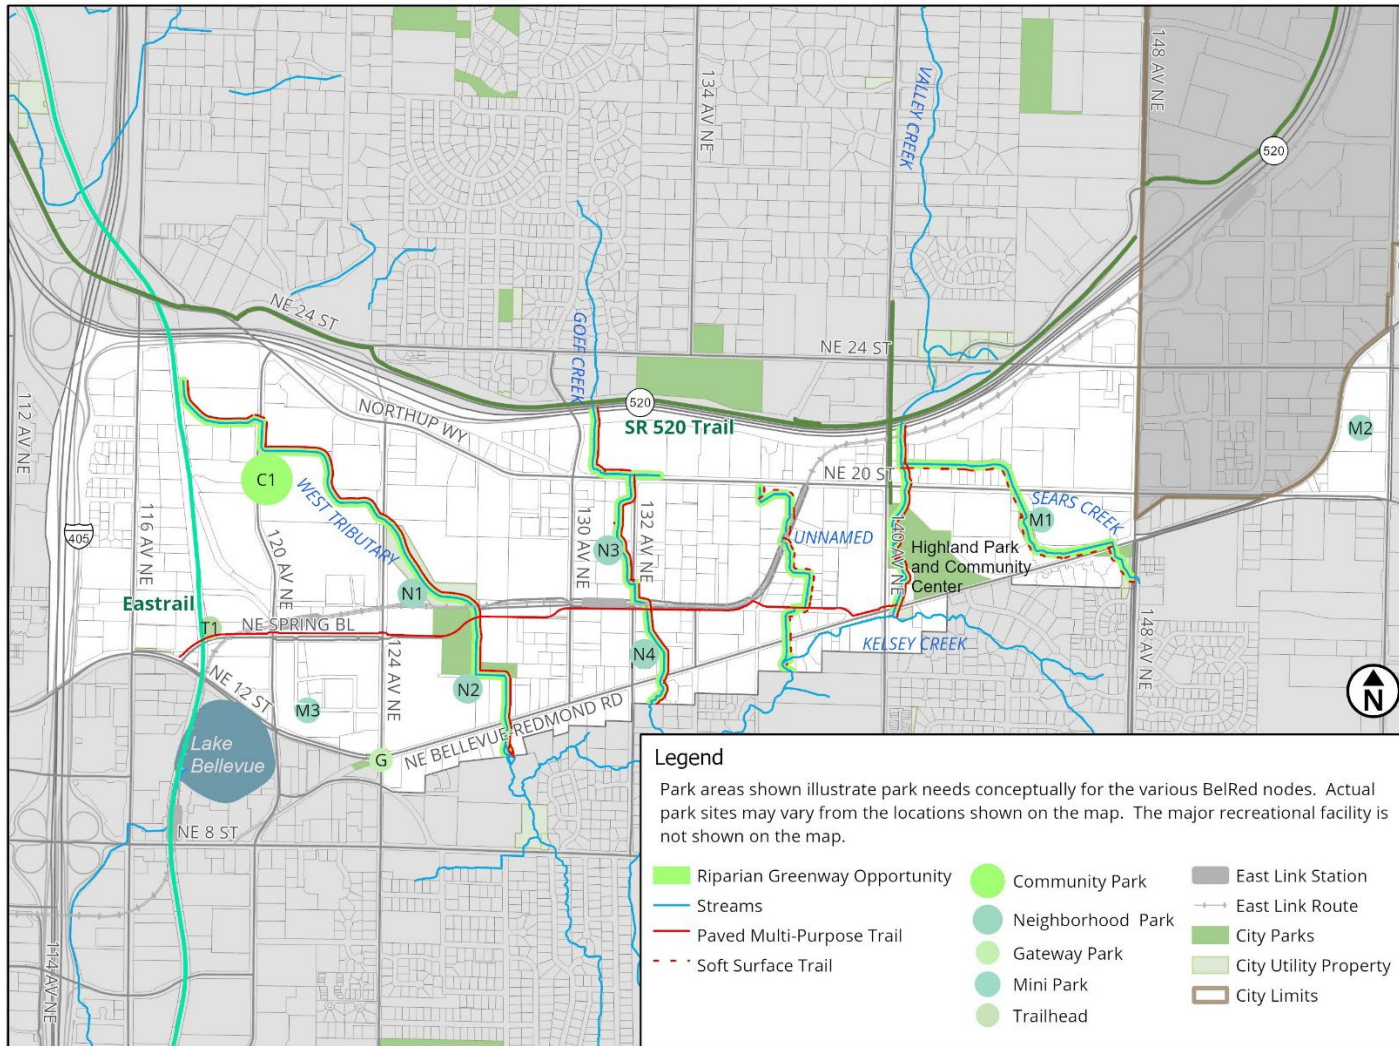 148 AV NE
134 AV NE
VALLEY CREEK
520
NE 24 ST
GOFF CREEK
NE 24 ST
112 AV NE
NORTHUP WY
520
SR 520 Trail
M2
C1
NE 20 ST
WEST TRIBUTARY
116 AV NE
405
120 AV NE
130 AV NE
132 AV NE
N3
UNNAMED
140 AV NE
M1
SEARS CREEK
Highland Park
and Community
Center
Eastrail
N1
T1
NE SPRING BL
124 AV NE
N4
KELSEY CREEK
148 AV NE
NE 12 ST
M3
N2
N
Lake
Bellevue
G
NE BELLEVUE-REDMOND RD
NE 8 ST
114 AV NE
Legend
Park areas shown illustrate park needs conceptually for the various BelRed nodes. Actual
park sites may vary from the locations shown on the map. The major recreational facility is
not shown on the map.
Riparian Greenway Opportunity
Streams
Paved Multi-Purpose Trail
Soft Surface Trail
Community Park
Neighborhood Park
Gateway Park
Mini Park
Trailhead
East Link Station
East Link Route
City Parks
City Utility Property
City Limits